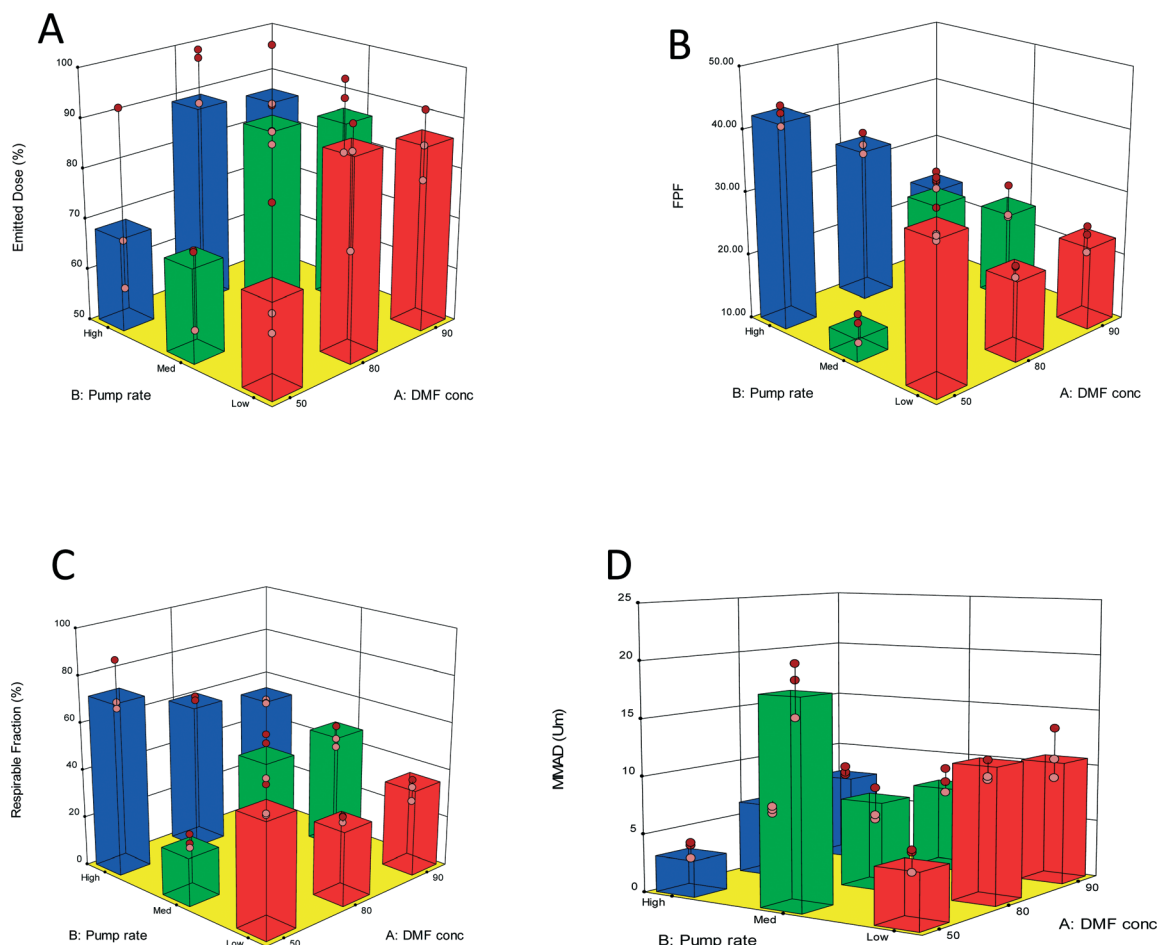 A
100
90
80
70
60
50
Emitted Dose (%)
High
Med
Low
B: Pump rate
50
80
90
A: DMF conc
B
50.00
40.00
30.00
20.00
10.00
FPF
High
Med
Low
B: Pump rate
50
80
90
A: DMF conc
C
100
80
60
40
20
0
Respirable Fraction (%)
High
Med
Low
B: Pump rate
50
80
90
A: DMF conc
D
25
20
15
10
5
0
MMAD (Um)
High
Med
Low
B: Pump rate
50
80
90
A: DMF conc